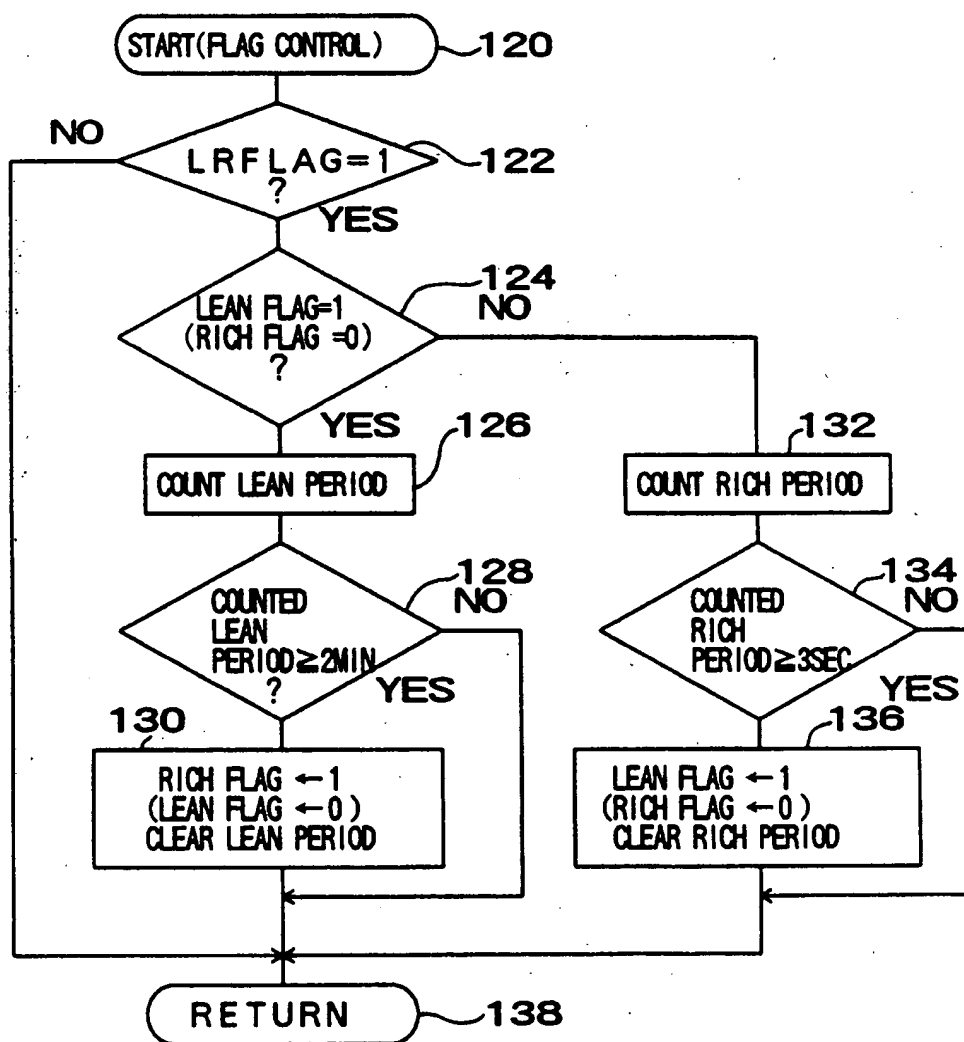 START(FLAG CONTROL)
120
NO
LRFLAG=1
?
122
YES
124
NO
LEAN FLAG=1
(RICH FLAG =0)
?
YES
126
132
COUNT LEAN PERIOD
COUNT RICH PERIOD
128
NO
COUNTED
LEAN
PERIOD≧2MIN
?
YES
134
NO
COUNTED
RICH
PERIOD≧3SEC
YES
130
136
RICH FLAG ←1
(LEAN FLAG ←0)
CLEAR LEAN PERIOD
LEAN FLAG ←1
(RICH FLAG ←0)
CLEAR RICH PERIOD
RETURN
138